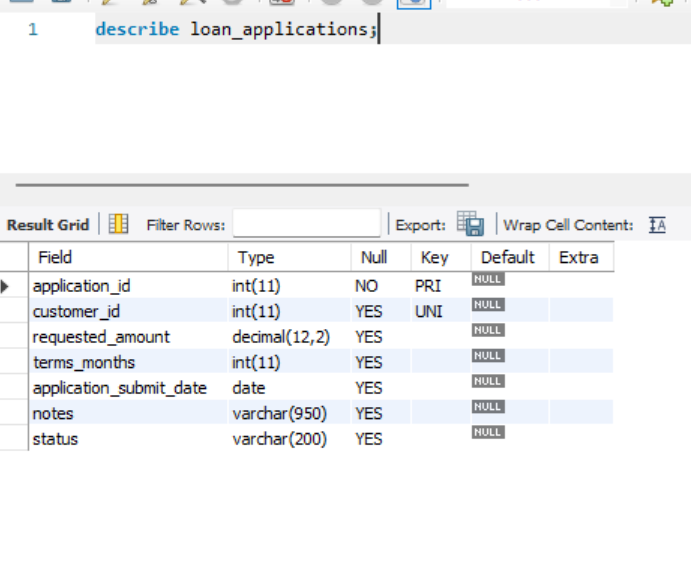 1 describe loan_applications;
Result Grid Filter Rows: Export: Wrap Cell Content:
Field Type Null Key Default Extra
application_id int(11) NO PRI NULL
customer_id int(11) YES UNI NULL
requested_amount decimal(12,2) YES NULL
terms_months int(11) YES NULL
application_submit_date date YES NULL
notes varchar(950) YES NULL
status varchar(200) YES NULL